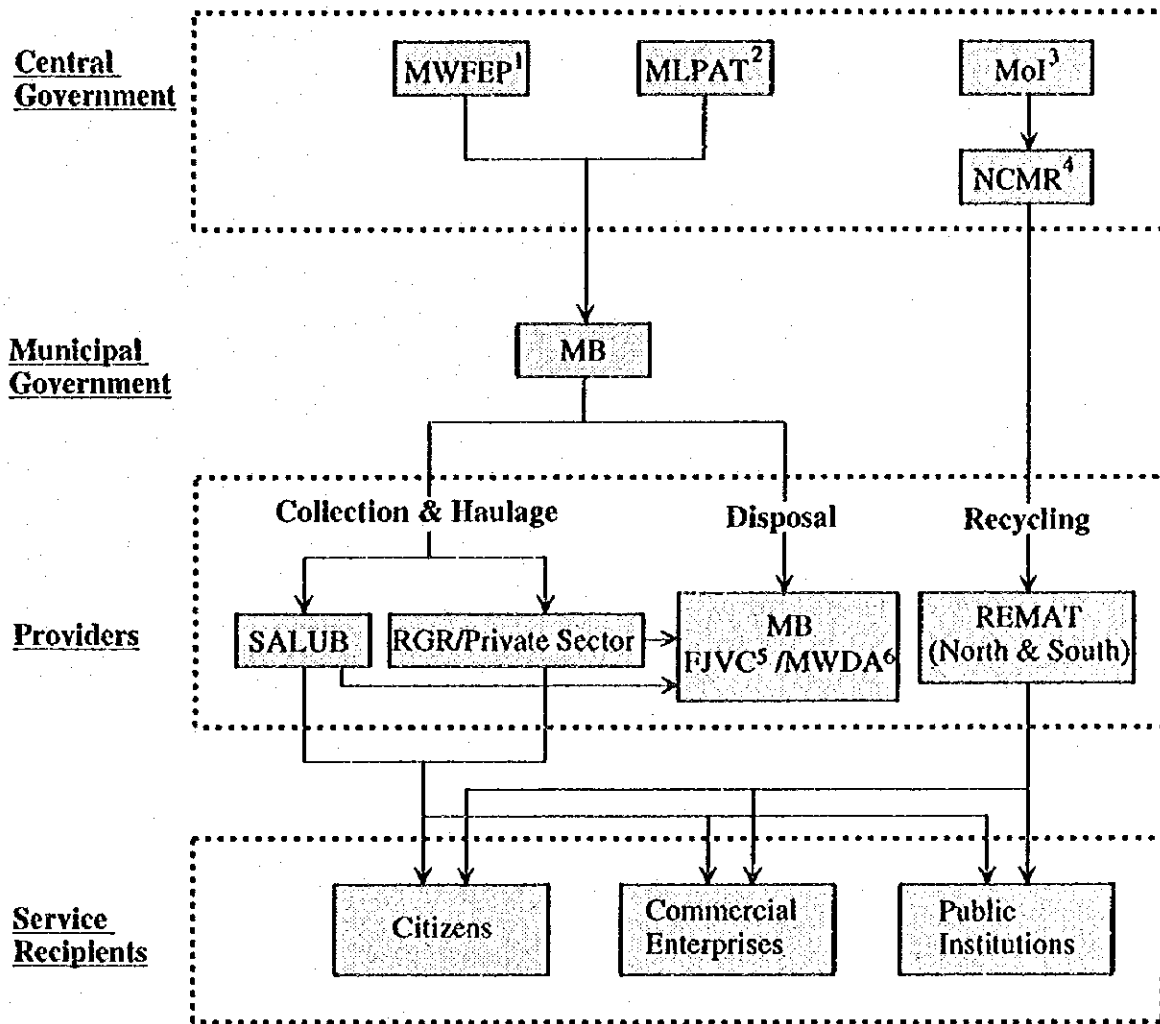 Central
Government
MWFEP¹
MLPAT²
MoI³
NCMR⁴
Municipal
Government
MB
Collection & Haulage
Disposal
Recycling
Providers
SALUB
RGR/Private Sector
MB
FJVC⁵ /MWDA⁶
REMAT
(North & South)
Service
Recipients
Citizens
Commercial
Enterprises
Public
Institutions